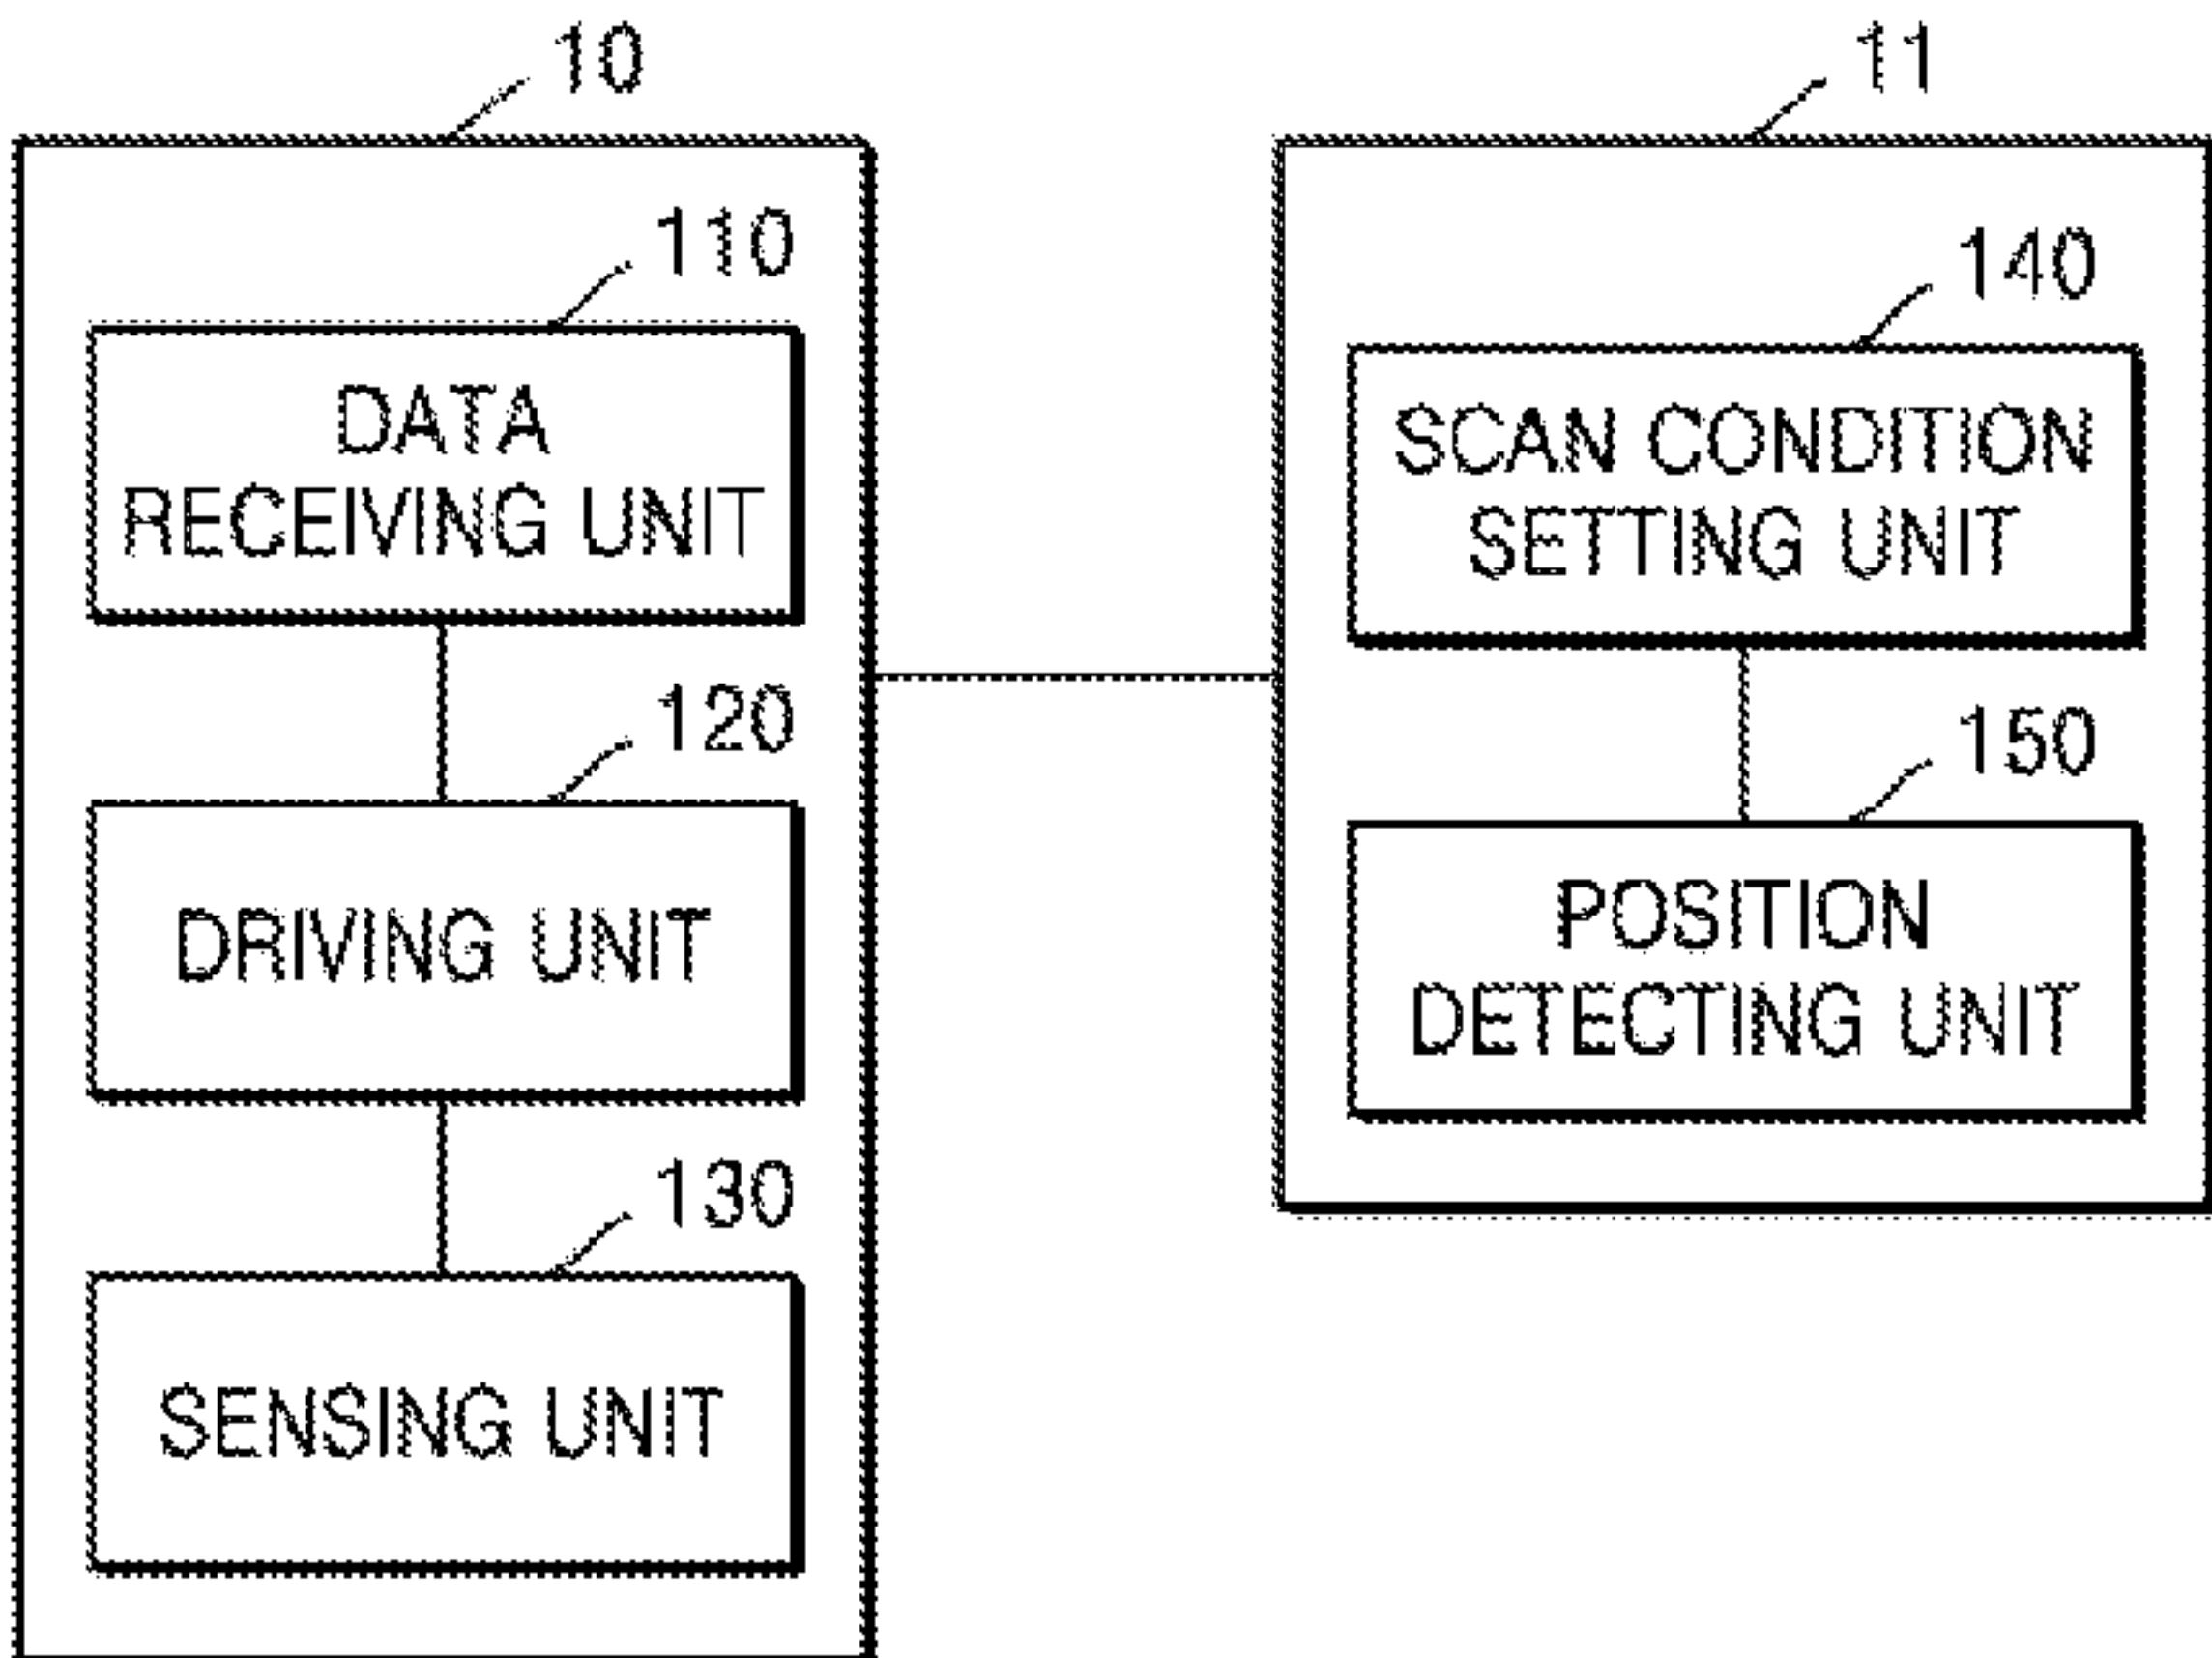 10
110
DATA
RECEIVING UNIT
120
DRIVING UNIT
130
SENSING UNIT
11
140
SCAN CONDITION
SETTING UNIT
150
POSITION
DETECTING UNIT